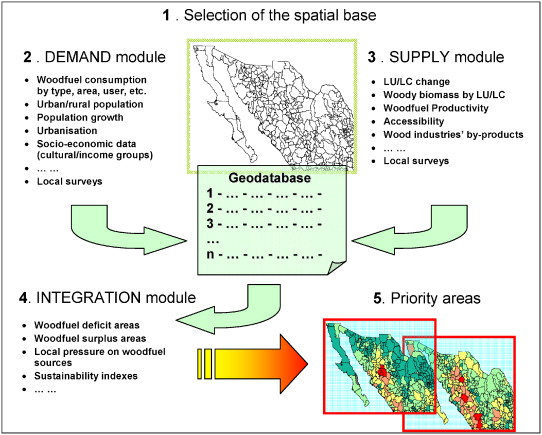 1 . Selection of the spatial base
2 . DEMAND module
• Woodfuel consumption
by type, area, user, etc.
• Urban/rural population
• Population growth
• Urbanisation
• Socio-economic data
(cultural/income groups)
• ... ...
• Local surveys
3 . SUPPLY module
• LU/LC change
• Woody biomass by LU/LC
• Woodfuel Productivity
• Accessibility
• Wood industries' by-products
• ... ...
• Local surveys
Geodatabase
1 - ... - ... - ... - ... -
2 - ... - ... - ... - ... -
3 - ... - ... - ... - ... -
...
n - ... - ... - ... - ... -
4. INTEGRATION module
• Woodfuel deficit areas
• Woodfuel surplus areas
• Local pressure on woodfuel
sources
• Sustainability indexes
• ... ...
5. Priority areas